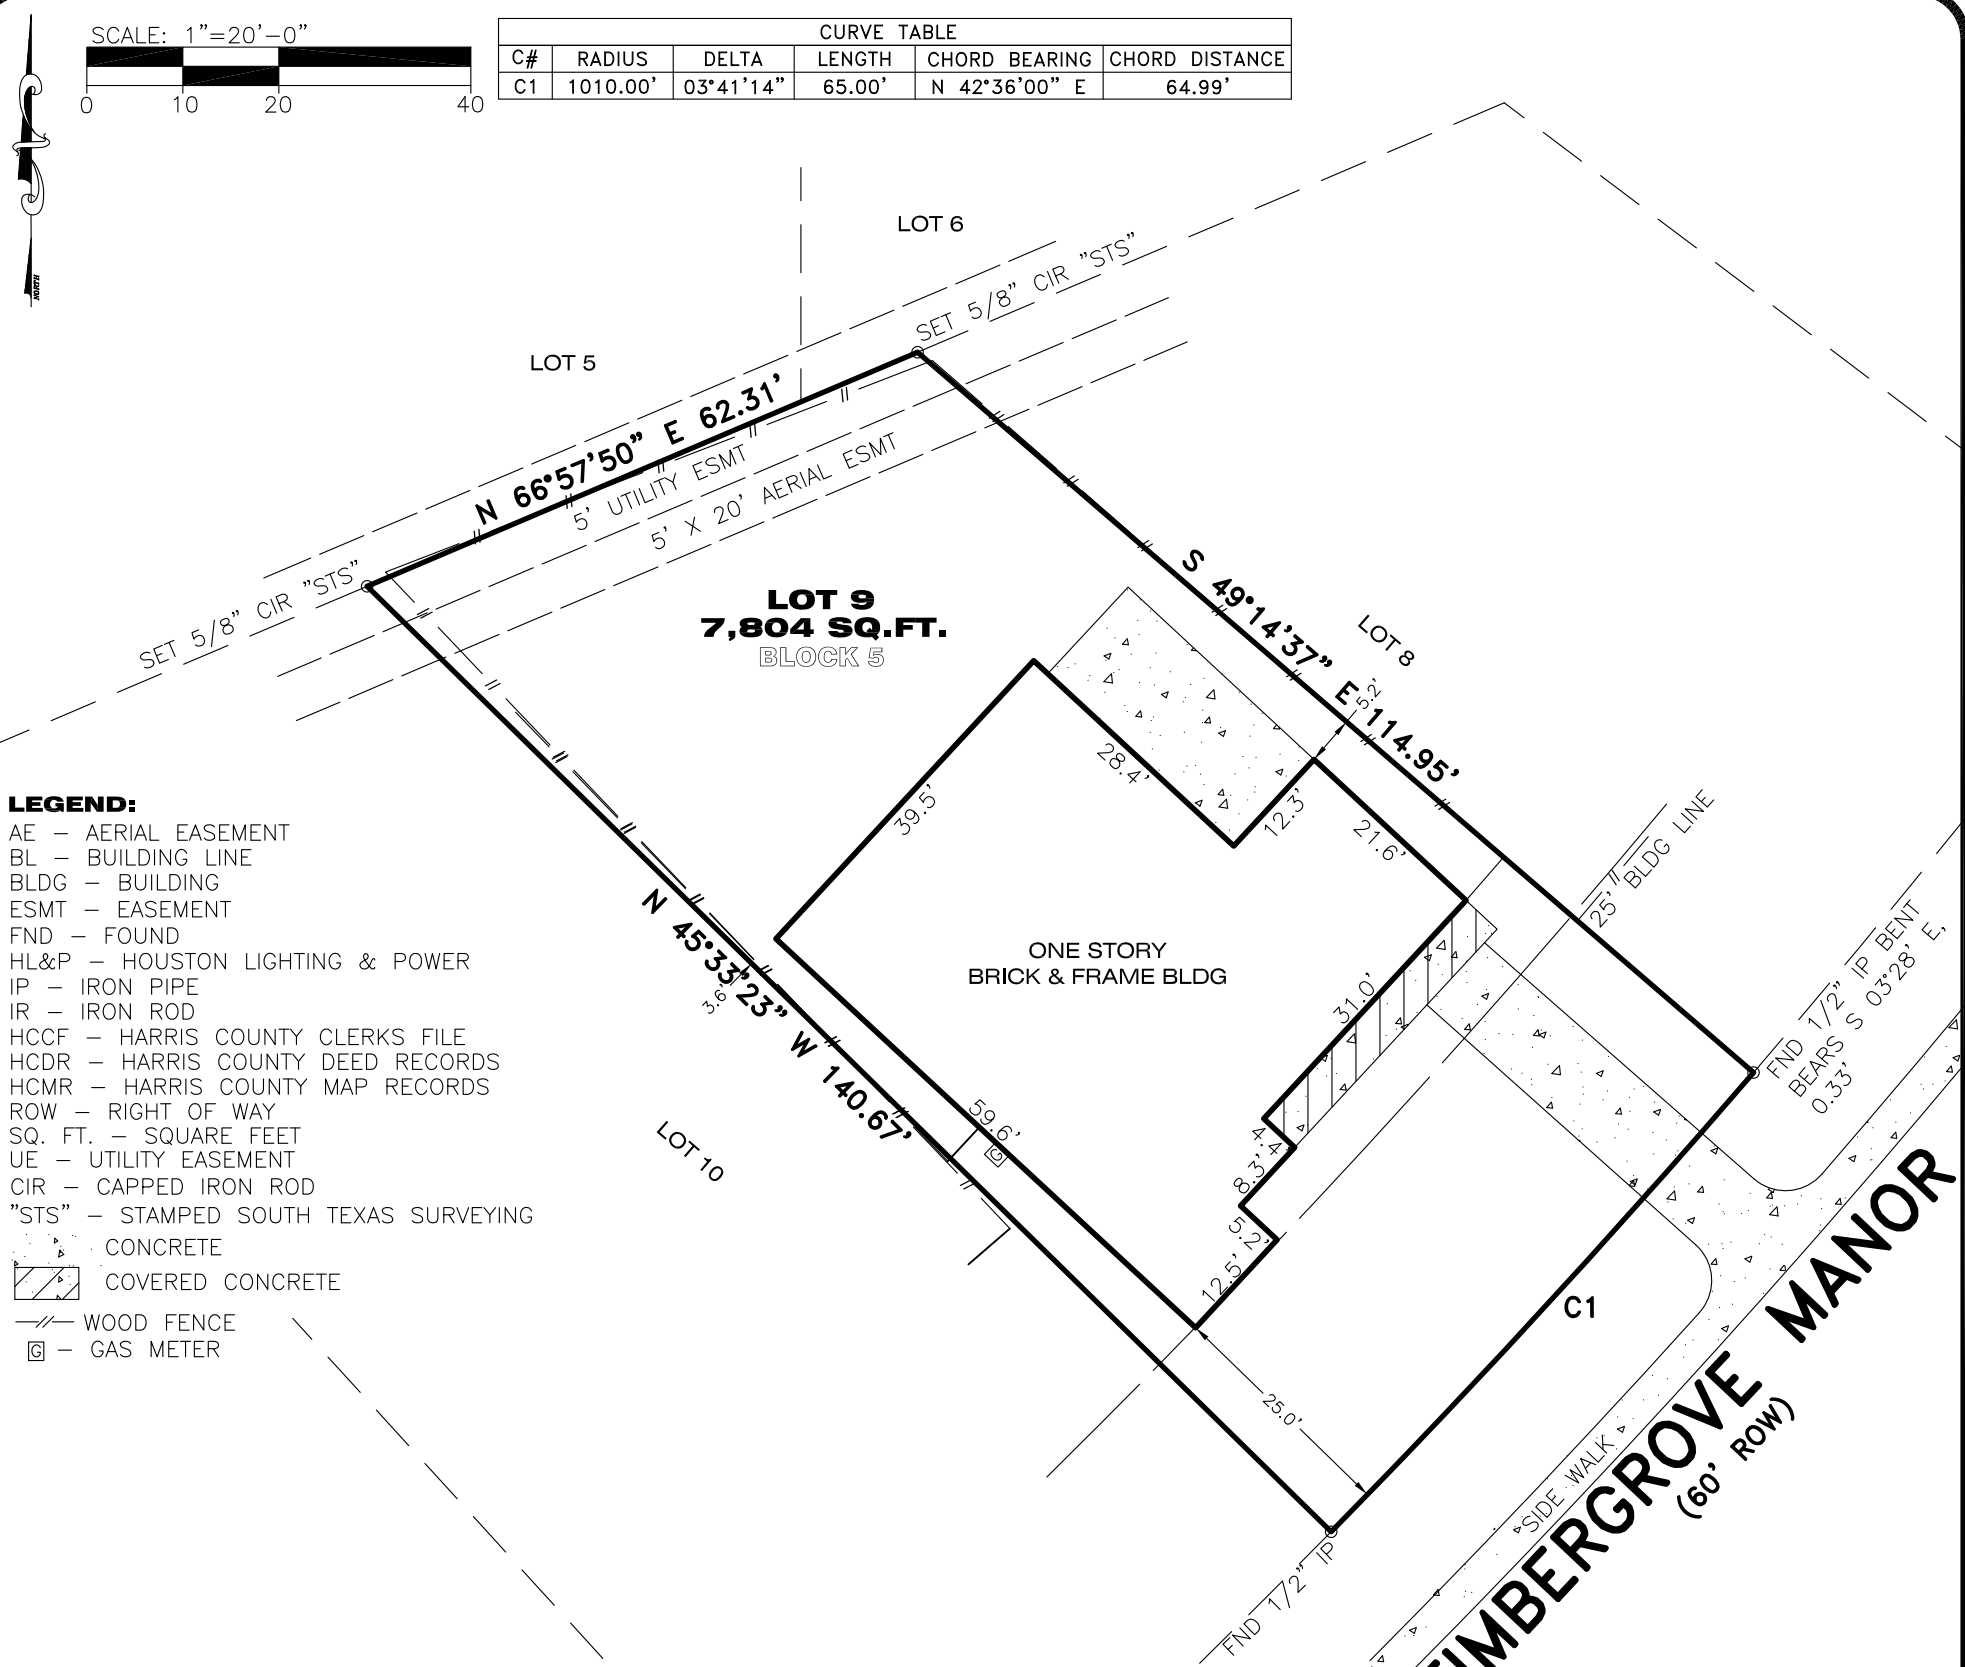 SCALE: 1"=20'-0"
0 10 20 40
NORTH
CURVE TABLE
C# RADIUS DELTA LENGTH CHORD BEARING CHORD DISTANCE
C1 1010.00' 03°41'14" 65.00' N 42°36'00" E 64.99'
LOT 6
SET 5/8" CIR "STS"
LOT 5
N 66°57'50" E 62.31'
5' UTILITY ESMT
5' X 20' AERIAL ESMT
SET 5/8" CIR "STS"
LOT 9
7,804 SQ.FT.
BLOCK 5
S 49°14'37" E 114.95'
LOT 8
5.2'
28.4'
12.3'
21.6'
39.5'
25' BLDG LINE
FND 1/2" IP BENT
BEARS S 03°28' E,
0.33'
ONE STORY
BRICK & FRAME BLDG
31.0'
N 45°33'23" W 140.67'
3.6'
59.6'
G
4.4'
8.3'
5.2'
12.5'
25.0'
LOT 10
C1
SIDE WALK
TIMBERGROVE MANOR
(60' ROW)
FND 1/2" IP
LEGEND:
AE – AERIAL EASEMENT
BL – BUILDING LINE
BLDG – BUILDING
ESMT – EASEMENT
FND – FOUND
HL&P – HOUSTON LIGHTING & POWER
IP – IRON PIPE
IR – IRON ROD
HCCF – HARRIS COUNTY CLERKS FILE
HCDR – HARRIS COUNTY DEED RECORDS
HCMR – HARRIS COUNTY MAP RECORDS
ROW – RIGHT OF WAY
SQ. FT. – SQUARE FEET
UE – UTILITY EASEMENT
CIR – CAPPED IRON ROD
"STS" – STAMPED SOUTH TEXAS SURVEYING
CONCRETE
COVERED CONCRETE
WOOD FENCE
G – GAS METER